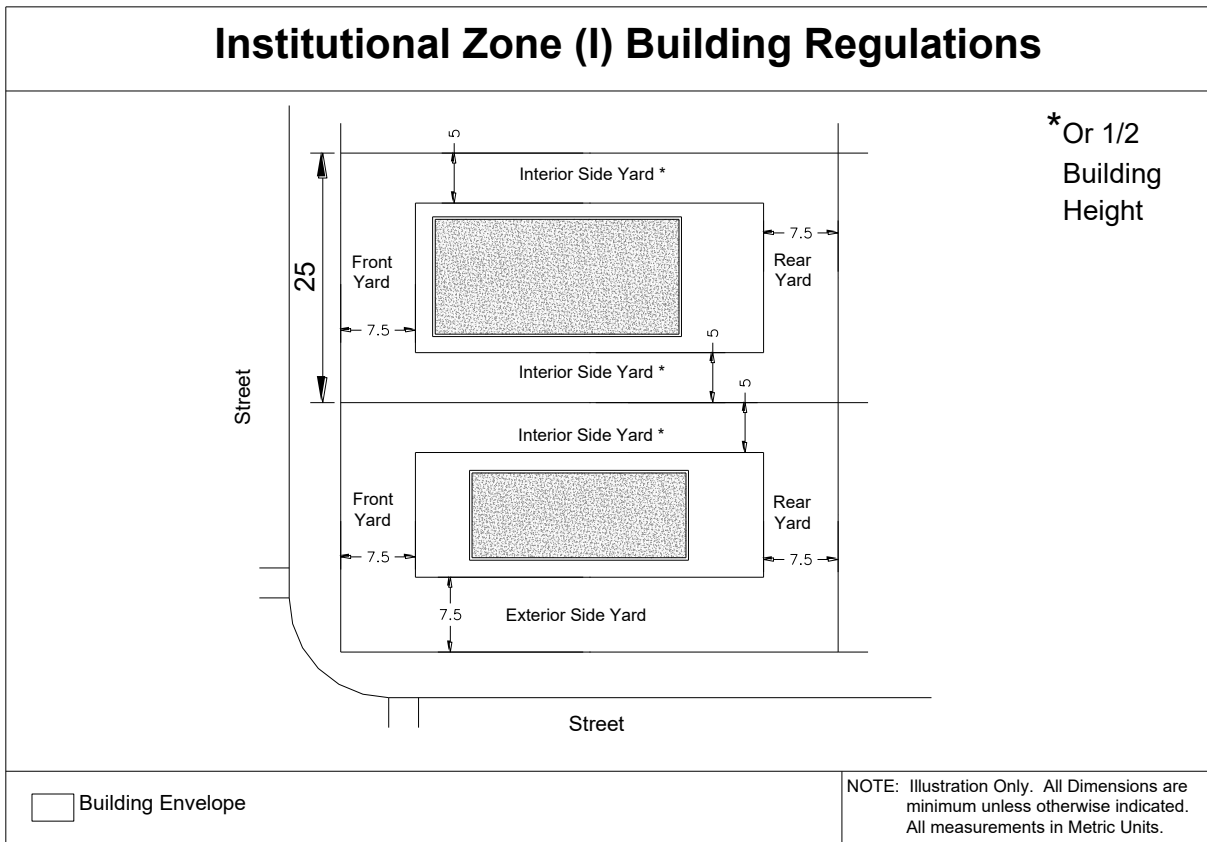 Institutional Zone (I) Building Regulations
*Or 1/2
Building
Height
5
Interior Side Yard *
25
Front
Yard
7.5
7.5
Rear
Yard
5
Interior Side Yard *
5
Street
Interior Side Yard *
Front
Yard
7.5
Rear
Yard
7.5
7.5
Exterior Side Yard
Street
Building Envelope
NOTE: Illustration Only. All Dimensions are
minimum unless otherwise indicated.
All measurements in Metric Units.